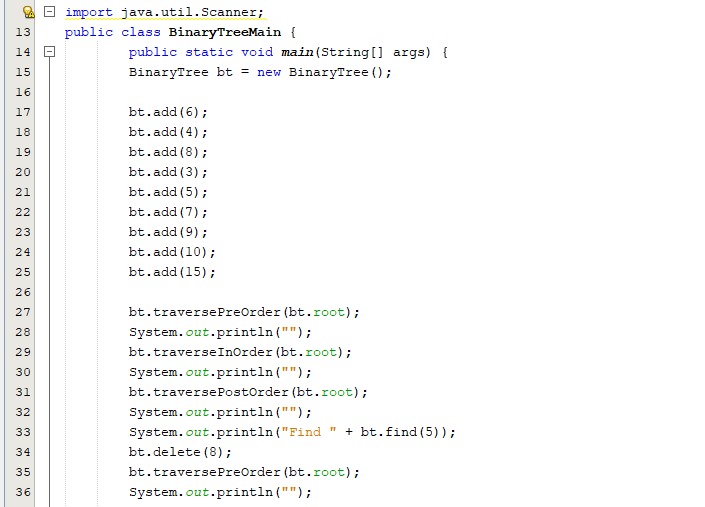 import java.util.Scanner;
13 public class BinaryTreeMain {
14 public static void main(String[] args) {
15 BinaryTree bt = new BinaryTree();
16
17 bt.add(6);
18 bt.add(4);
19 bt.add(8);
20 bt.add(3);
21 bt.add(5);
22 bt.add(7);
23 bt.add(9);
24 bt.add(10);
25 bt.add(15);
26
27 bt.traversePreOrder(bt.root);
28 System.out.println("");
29 bt.traverseInOrder(bt.root);
30 System.out.println("");
31 bt.traversePostOrder(bt.root);
32 System.out.println("");
33 System.out.println("Find " + bt.find(5));
34 bt.delete(8);
35 bt.traversePreOrder(bt.root);
36 System.out.println("");